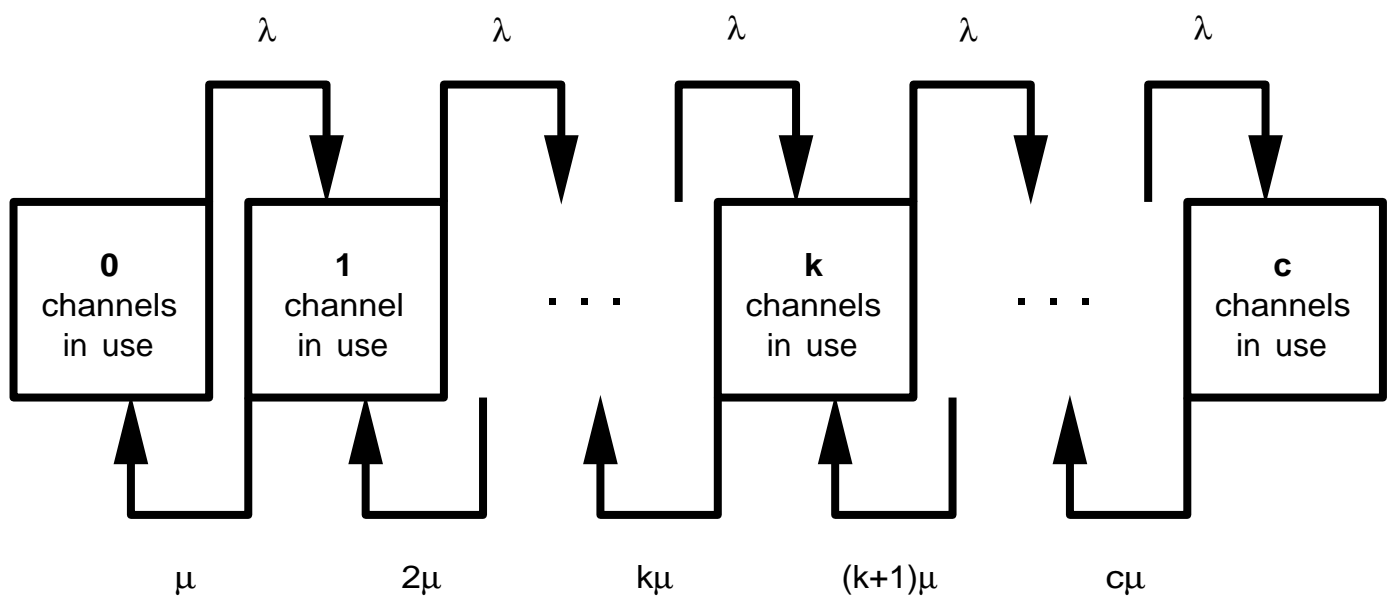 λ λ λ λ λ
0
channels
in use
1
channel
in use
. . .
k
channels
in use
. . .
c
channels
in use
μ 2μ kμ (k+1)μ cμ